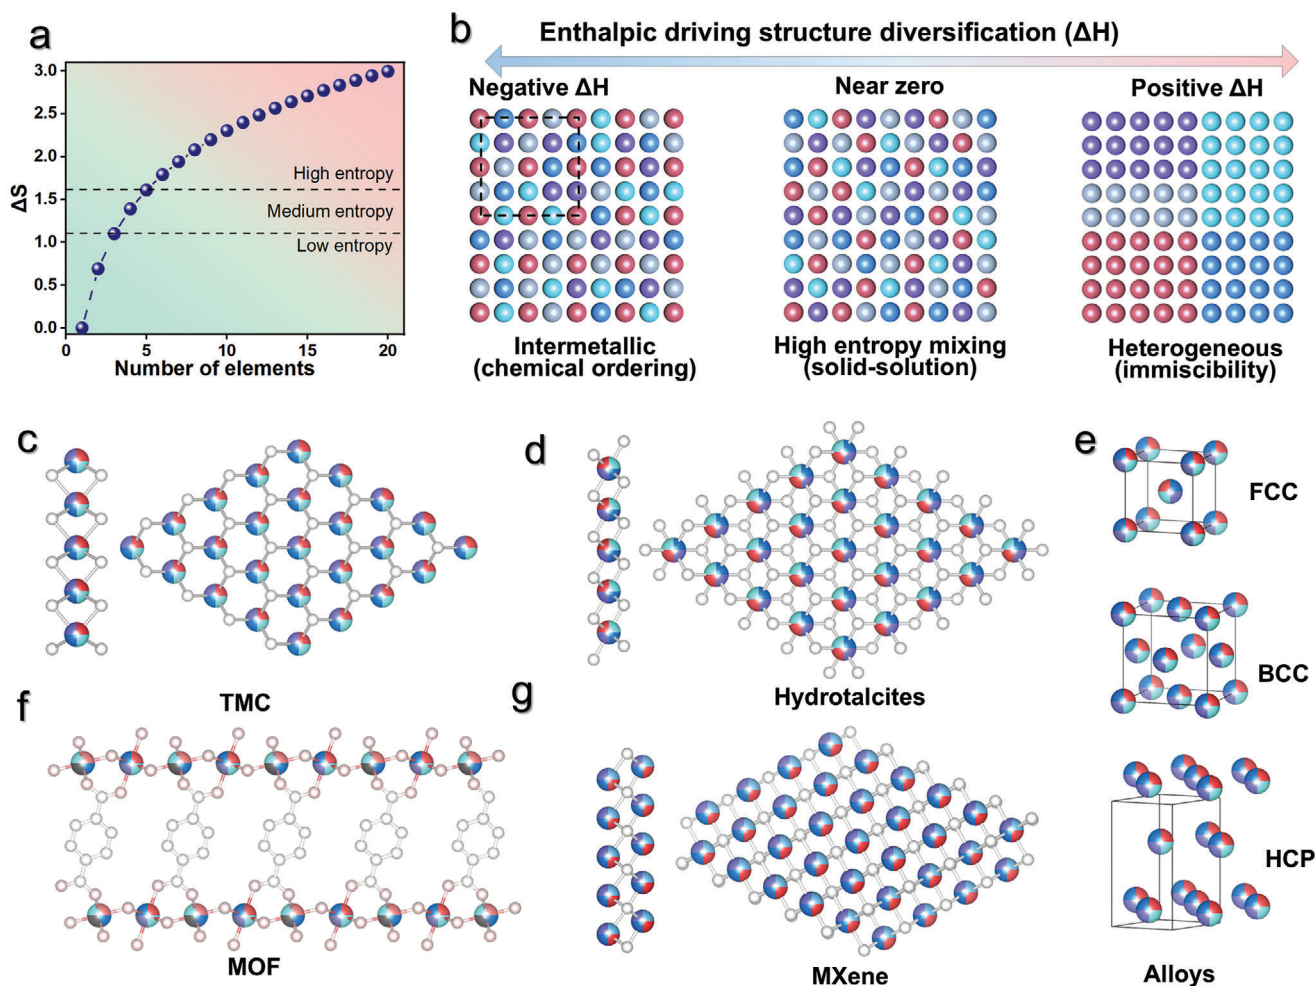 a
3.0
2.5
2.0
1.5
1.0
0.5
0.0
ΔS
High entropy
Medium entropy
Low entropy
0 5 10 15 20
Number of elements
b
Enthalpic driving structure diversification (ΔH)
Negative ΔH
Near zero
Positive ΔH
Intermetallic
(chemical ordering)
High entropy mixing
(solid-solution)
Heterogeneous
(immiscibility)
c
TMC
d
Hydrotalcites
e
FCC
BCC
HCP
Alloys
f
MOF
g
MXene